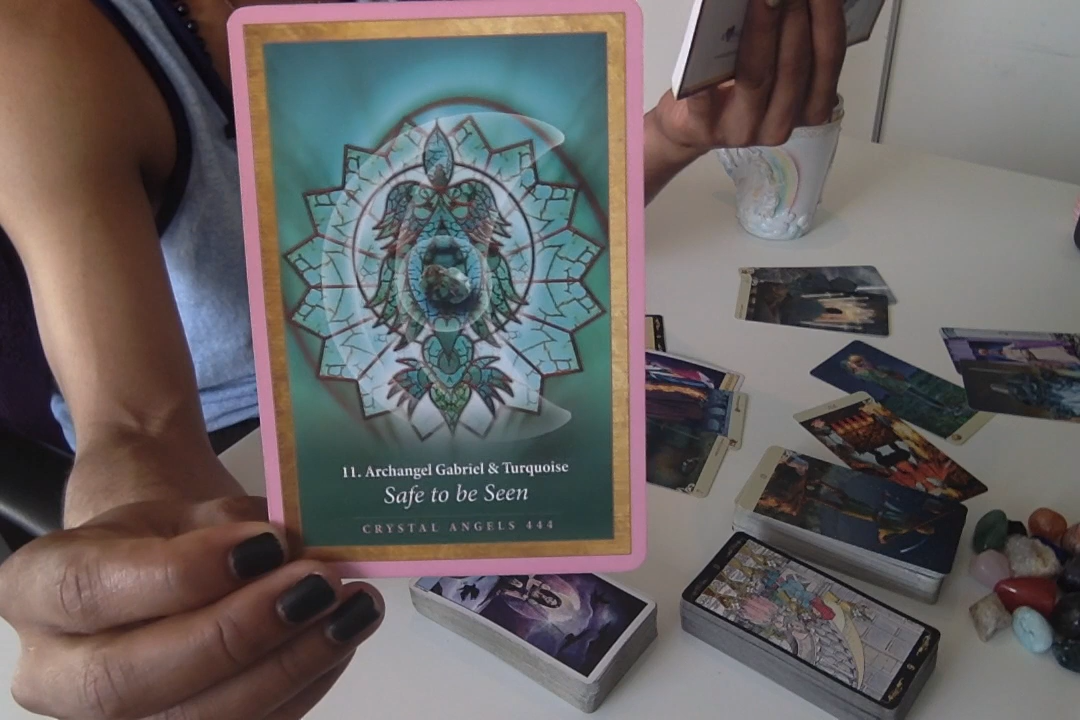 11. Archangel Gabriel & Turquoise
Safe to be Seen
CRYSTAL ANGELS 444